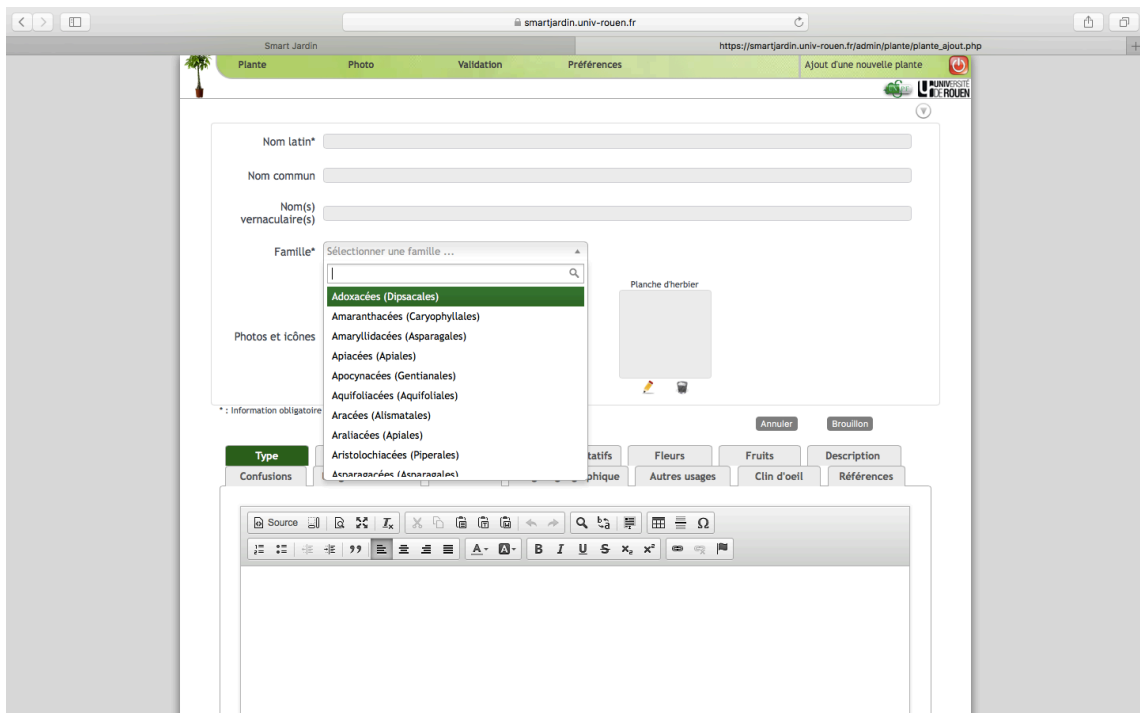 smartjardin.univ-rouen.fr
Smart Jardin
https://smartjardin.univ-rouen.fr/admin/plante/plante_ajout.php
Plante Photo Validation Préférences Ajout d'une nouvelle plante
UNIVERSITÉ
DE ROUEN
Nom latin*
Nom commun
Nom(s)
vernaculaire(s)
Famille* Sélectionner une famille ...
Adoxacées (Dipsacales)
Amaranthacées (Caryophyllales)
Amaryllidacées (Asparagales)
Apiacées (Apiales)
Apocynacées (Gentianales)
Aquifoliacées (Aquifoliales)
Aracées (Alismatales)
Araliacées (Apiales)
Aristolochiacées (Piperales)
Asparagacées (Asparagales)
Planche d'herbier
Photos et icônes
* : Information obligatoire
Annuler Brouillon
Type tatifs Fleurs Fruits Description
Confusions phique Autres usages Clin d'oeil Références
Source